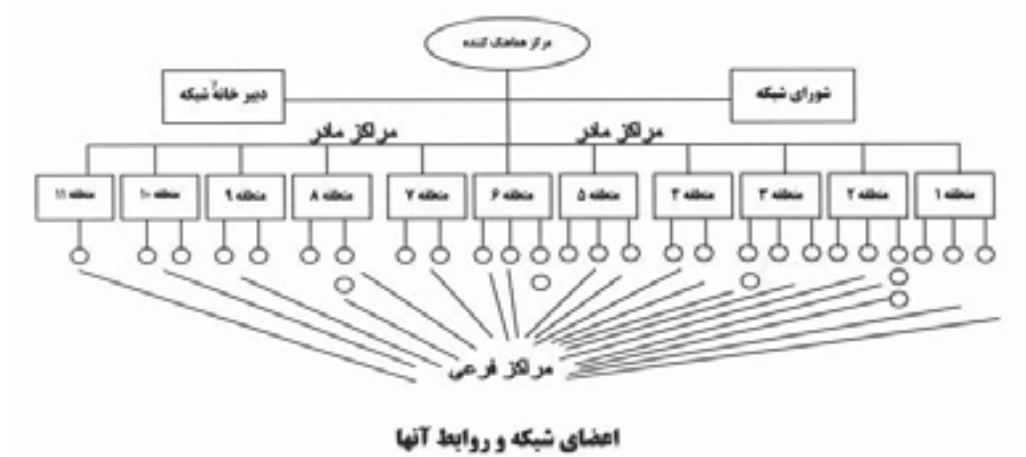 مرکز هماهنگ کننده
شورای شبکه
دبیر خانهٔ شبکه
مراکز مادر
مراکز مادر
منطقه ۱
منطقه ۲
منطقه ۳
منطقه ۴
منطقه ۵
منطقه ۶
منطقه ۷
منطقه ۸
منطقه ۹
منطقه ۱۰
منطقه ۱۱
مراکز فرعی
اعضای شبکه و روابط آنها